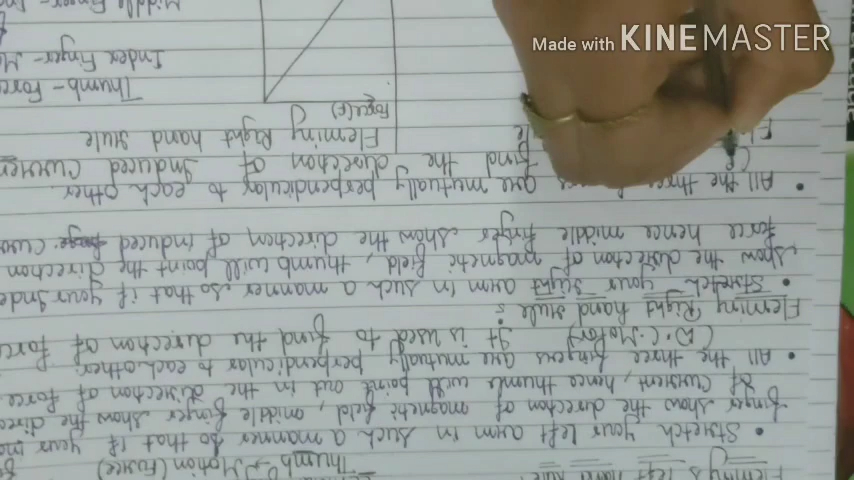 Made with KINEMASTER
Fleming's left hand rule:
Thumb → Motion (Force)
• Stretch your left arm in such a manner so that if your
finger show the direction of magnetic field, middle finger show the
of current, hence thumb will point out in the direction of force
• All the three fingers are mutually perpendicular to each other.
(D.C. Motor) It is used to find the direction of force
Fleming Right hand rule:
• Stretch your right arm in such a manner so that if your
show the direction of magnetic field, thumb will point the direction
force hence middle finger show the direction of induced
• All the three are mutually perpendicular to each other.
find the direction of Induced Current
Fleming Right hand rule
Force(F)
Thumb - Force
Index Finger -
Middle Finger -